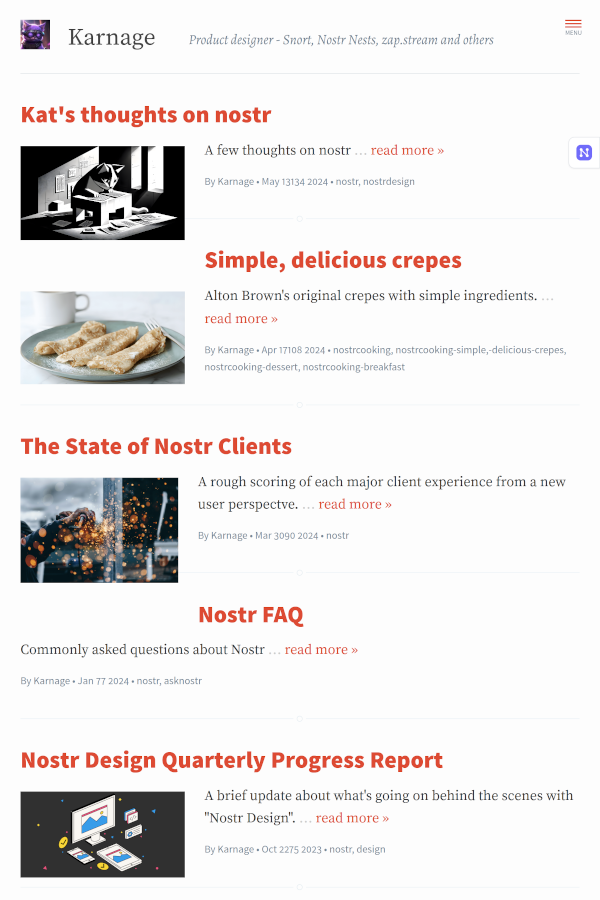 Karnage
Product designer - Snort, Nostr Nests, zap.stream and others
MENU
Kat's thoughts on nostr
A few thoughts on nostr … read more »
By Karnage • May 13134 2024 • nostr, nostrdesign
Simple, delicious crepes
Alton Brown's original crepes with simple ingredients. …
read more »
By Karnage • Apr 17108 2024 • nostrcooking, nostrcooking-simple,-delicious-crepes,
nostrcooking-dessert, nostrcooking-breakfast
The State of Nostr Clients
A rough scoring of each major client experience from a new
user perspectve. … read more »
By Karnage • Mar 3090 2024 • nostr
Nostr FAQ
Commonly asked questions about Nostr … read more »
By Karnage • Jan 77 2024 • nostr, asknostr
Nostr Design Quarterly Progress Report
A brief update about what's going on behind the scenes with
"Nostr Design". … read more »
By Karnage • Oct 2275 2023 • nostr, design